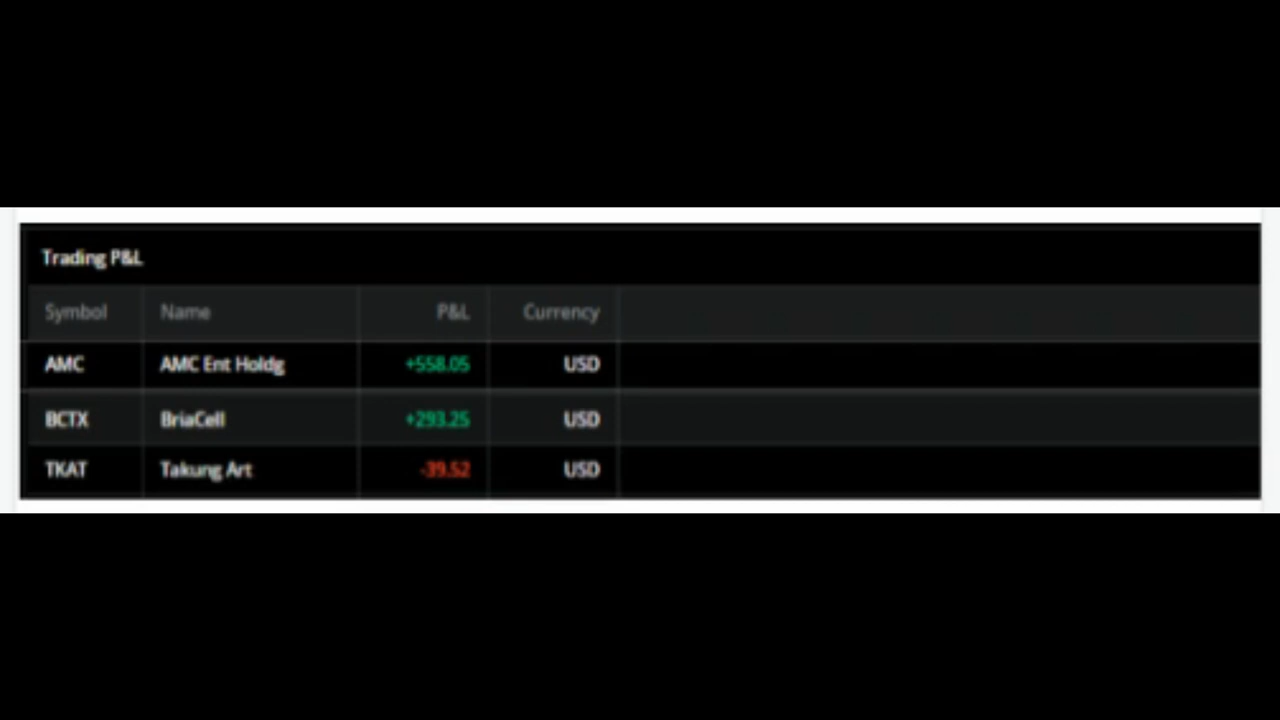 Trading P&L
Symbol Name P&L Currency
AMC AMC Ent Holdg +558.05 USD
BCTX BriaCell +293.25 USD
TKAT Takung Art -39.52 USD